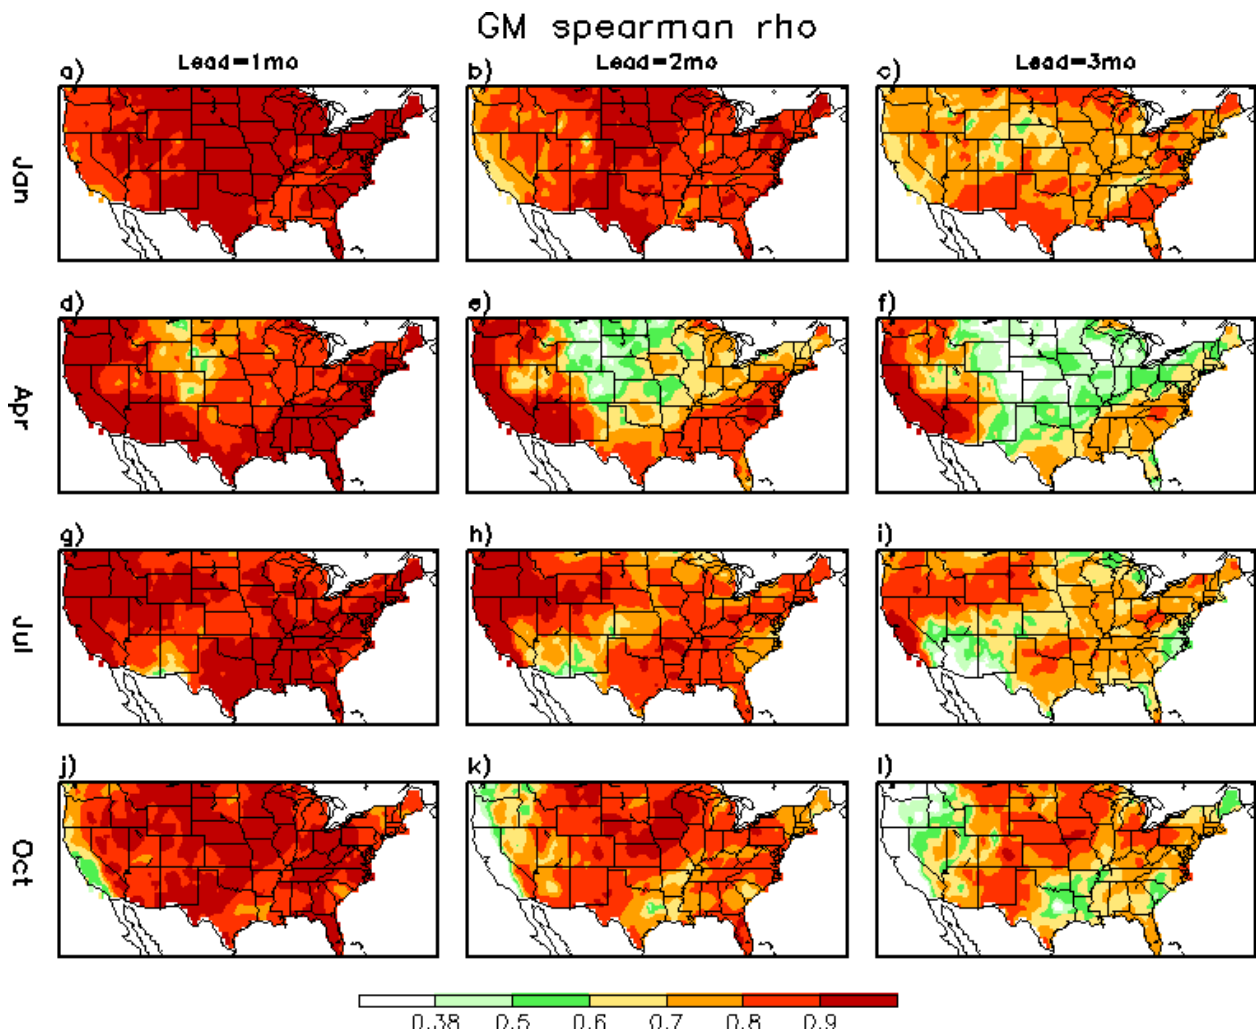 GM spearman rho
Lead=1mo Lead=2mo Lead=3mo
a) b) c)
Jan
d) e) f)
Apr
g) h) i)
Jul
j) k) l)
Oct
0.38 0.5 0.6 0.7 0.8 0.9